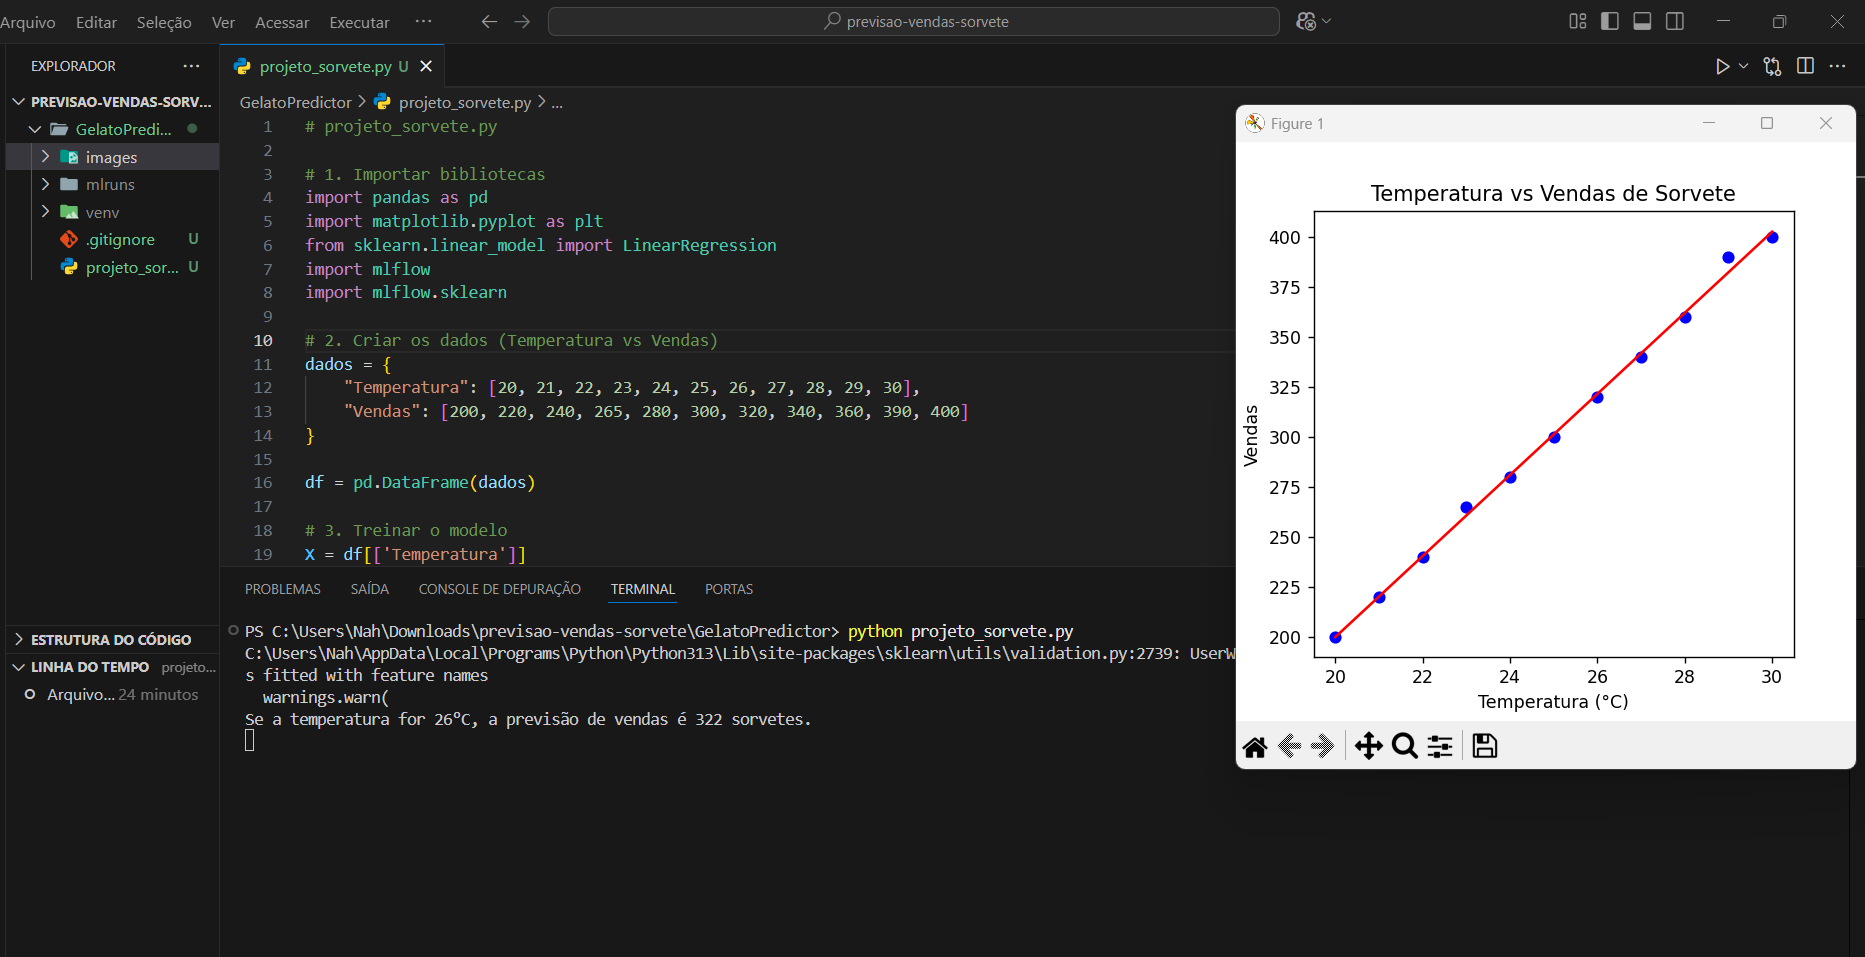 Arquivo Editar Seleção Ver Acessar Executar ··· previsao-vendas-sorvete
EXPLORADOR ···
PREVISAO-VENDAS-SORV...
GelatoPredi...
images
mlruns
venv
.gitignore U
projeto_sor... U
ESTRUTURA DO CÓDIGO
LINHA DO TEMPO projeto...
Arquivo... 24 minutos
projeto_sorvete.py U
GelatoPredictor > projeto_sorvete.py > ...
1 # projeto_sorvete.py
2
3 # 1. Importar bibliotecas
4 import pandas as pd
5 import matplotlib.pyplot as plt
6 from sklearn.linear_model import LinearRegression
7 import mlflow
8 import mlflow.sklearn
9
10 # 2. Criar os dados (Temperatura vs Vendas)
11 dados = {
12 "Temperatura": [20, 21, 22, 23, 24, 25, 26, 27, 28, 29, 30],
13 "Vendas": [200, 220, 240, 265, 280, 300, 320, 340, 360, 390, 400]
14 }
15
16 df = pd.DataFrame(dados)
17
18 # 3. Treinar o modelo
19 X = df[['Temperatura']]
PROBLEMAS SAÍDA CONSOLE DE DEPURAÇÃO TERMINAL PORTAS
PS C:\Users\Nah\Downloads\previsao-vendas-sorvete\GelatoPredictor> python projeto_sorvete.py
C:\Users\Nah\AppData\Local\Programs\Python\Python313\Lib\site-packages\sklearn\utils\validation.py:2739: UserW
s fitted with feature names
warnings.warn(
Se a temperatura for 26ºC, a previsão de vendas é 322 sorvetes.
Figure 1
Temperatura vs Vendas de Sorvete
400
375
350
325
300
275
250
225
200
Vendas
20 22 24 26 28 30
Temperatura (°C)